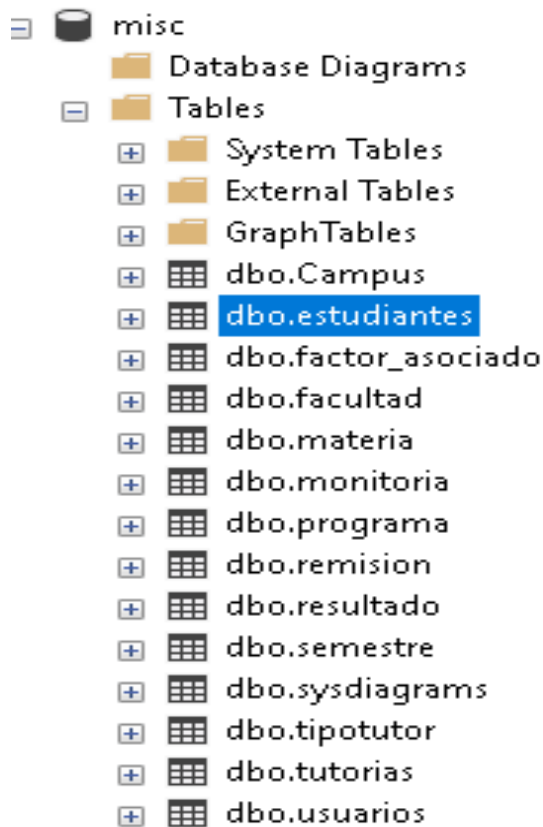 misc
Database Diagrams
Tables
System Tables
External Tables
GraphTables
dbo.Campus
dbo.estudiantes
dbo.factor_asociado
dbo.facultad
dbo.materia
dbo.monitoria
dbo.programa
dbo.remision
dbo.resultado
dbo.semestre
dbo.sysdiagrams
dbo.tipotutor
dbo.tutorias
dbo.usuarios